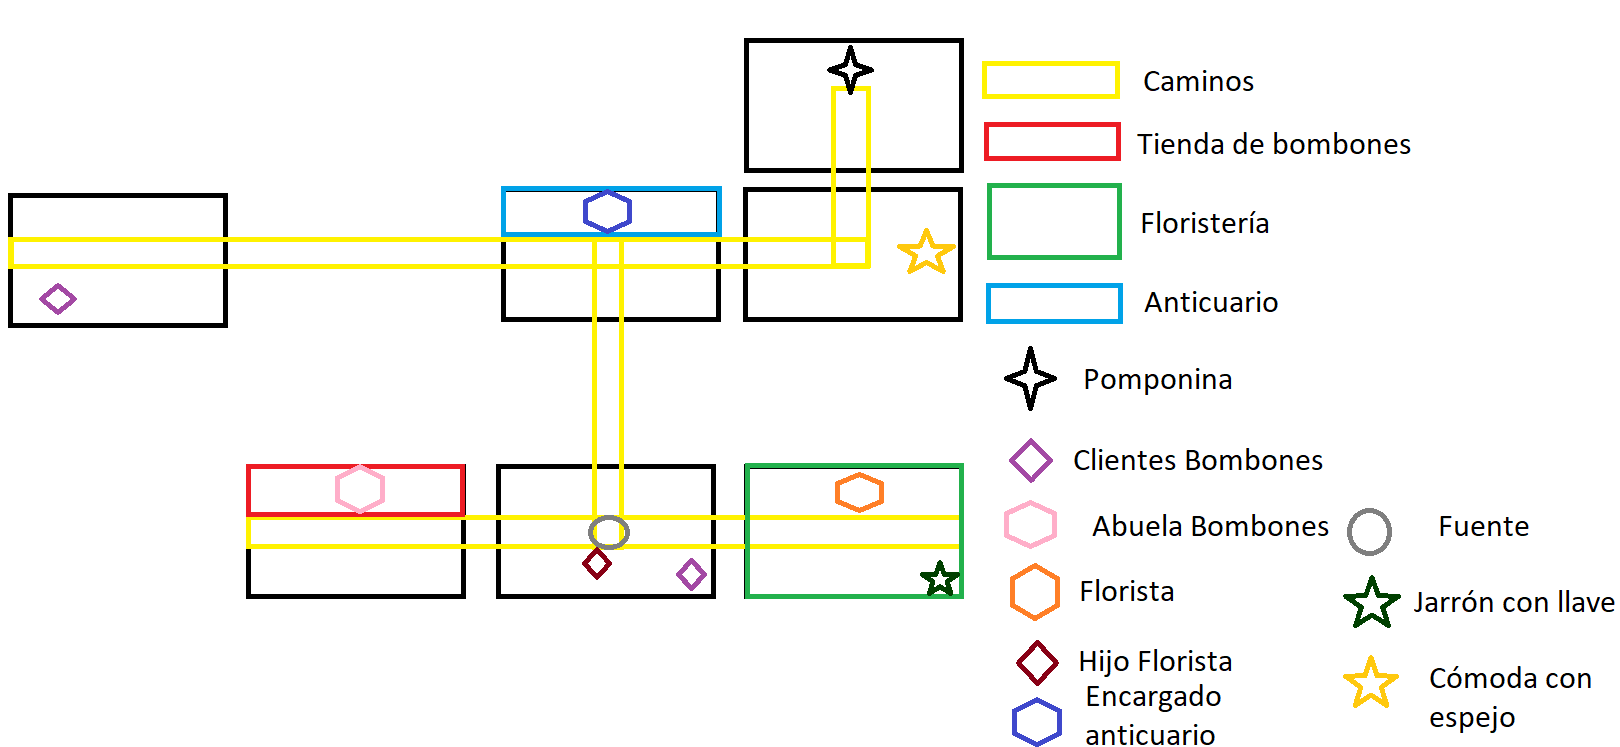 Caminos
Tienda de bombones
Floristería
Anticuario
Pomponina
Clientes Bombones
Abuela Bombones
Fuente
Florista
Jarrón con llave
Hijo Florista
Encargado
anticuario
Cómoda con
espejo